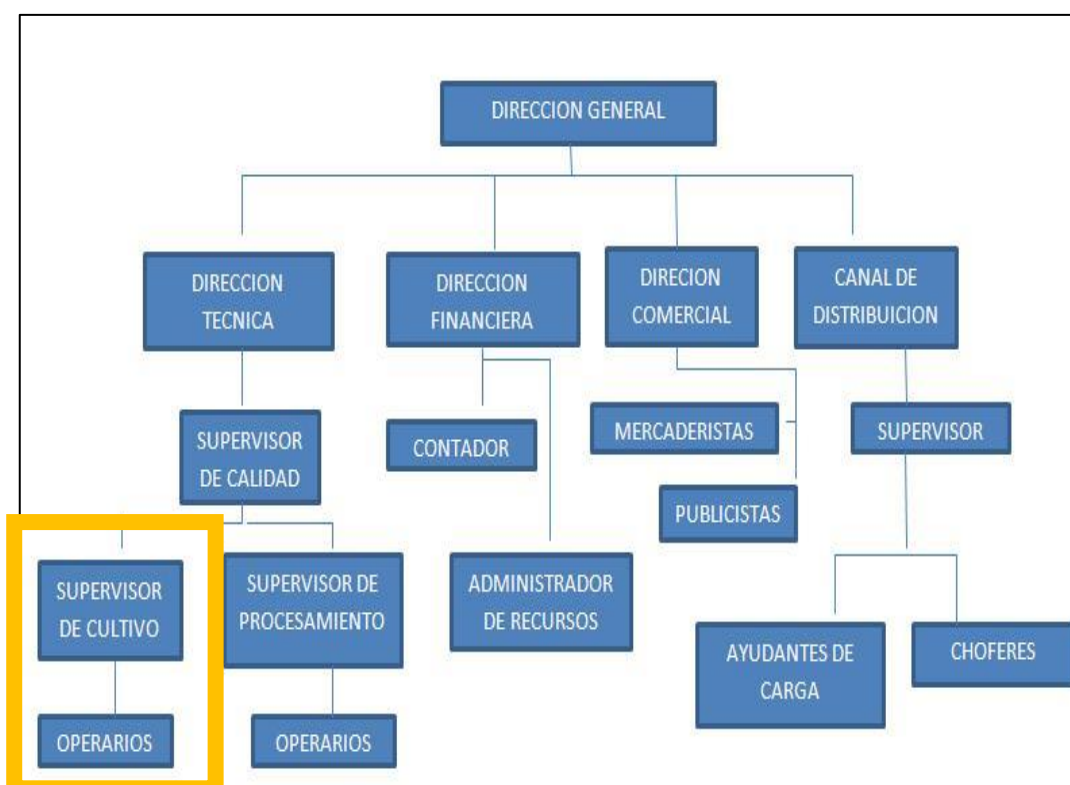 DIRECCION GENERAL
DIRECCION
TECNICA
DIRECCION
FINANCIERA
DIRECION
COMERCIAL
CANAL DE
DISTRIBUICION
SUPERVISOR
DE CALIDAD
CONTADOR
MERCADERISTAS
PUBLICISTAS
SUPERVISOR
SUPERVISOR
DE CULTIVO
SUPERVISOR DE
PROCESAMIENTO
ADMINISTRADOR
DE RECURSOS
AYUDANTES DE
CARGA
CHOFERES
OPERARIOS
OPERARIOS